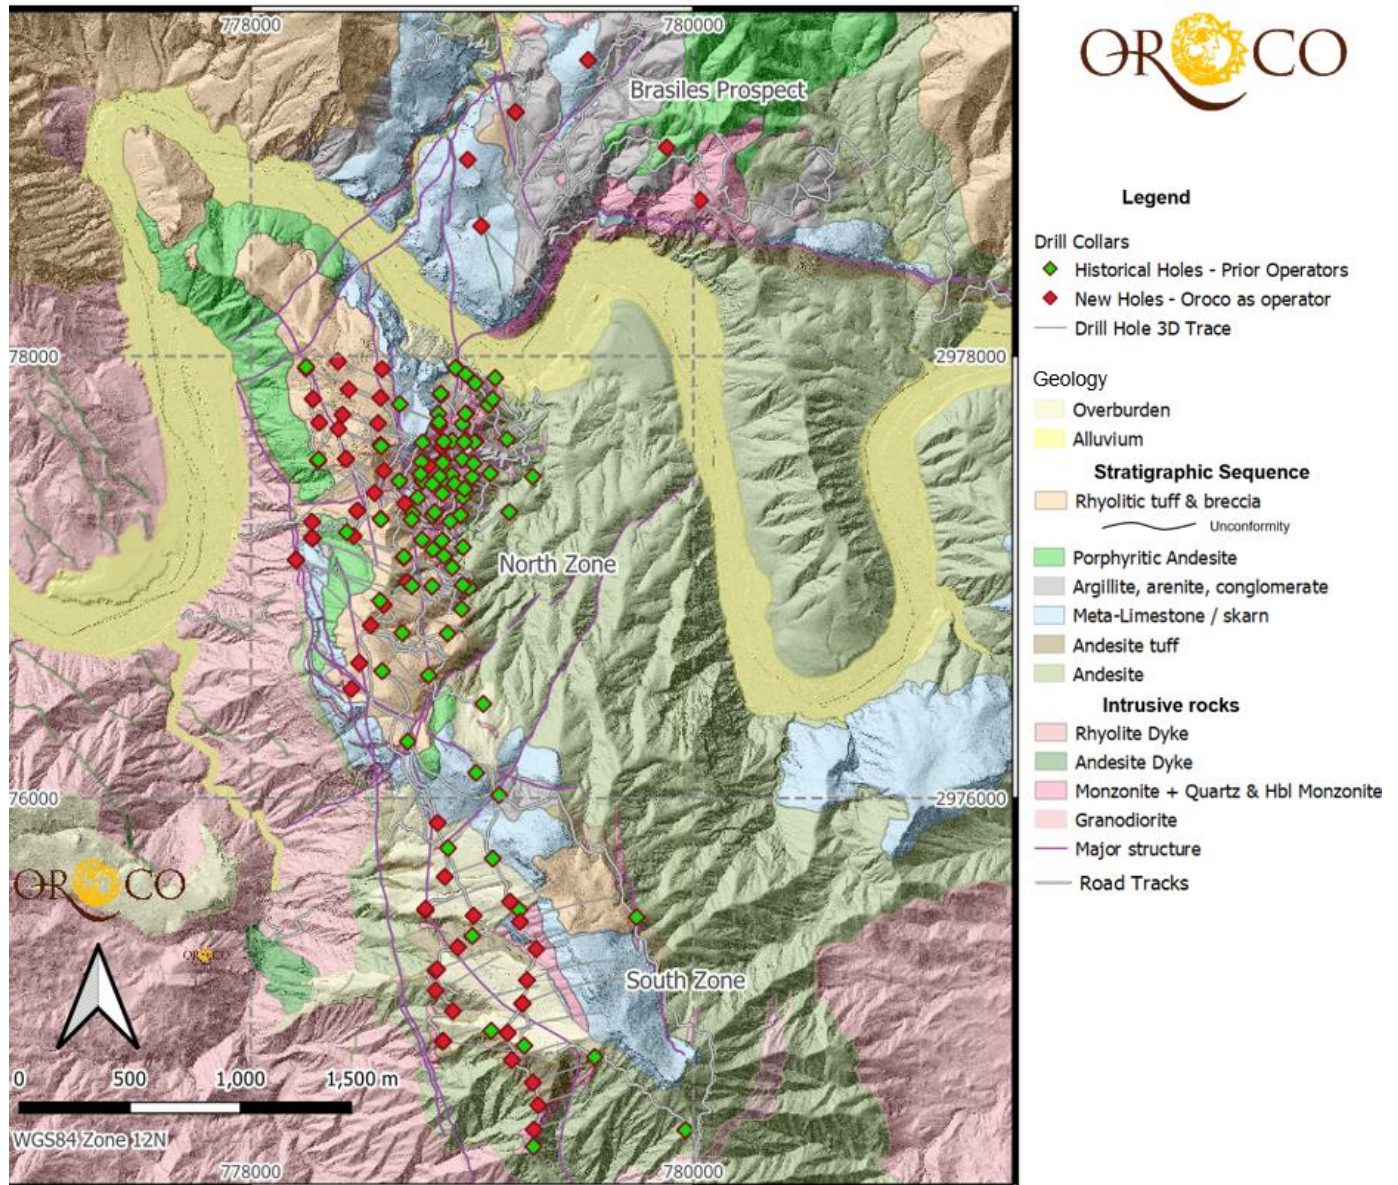 778000
780000
OROCO
Brasiles Prospect
Legend
Drill Collars
Historical Holes - Prior Operators
New Holes - Oroco as operator
Drill Hole 3D Trace
78000
2978000
Geology
Overburden
Alluvium
Stratigraphic Sequence
Rhyolitic tuff & breccia
Unconformity
North Zone
Porphyritic Andesite
Argillite, arenite, conglomerate
Meta-Limestone / skarn
Andesite tuff
Andesite
Intrusive rocks
Rhyolite Dyke
Andesite Dyke
Monzonite + Quartz & Hbl Monzonite
Granodiorite
Major structure
Road Tracks
76000
2976000
OROCO
OROCO
South Zone
0 500 1,000 1,500 m
WGS84 Zone 12N
778000
780000